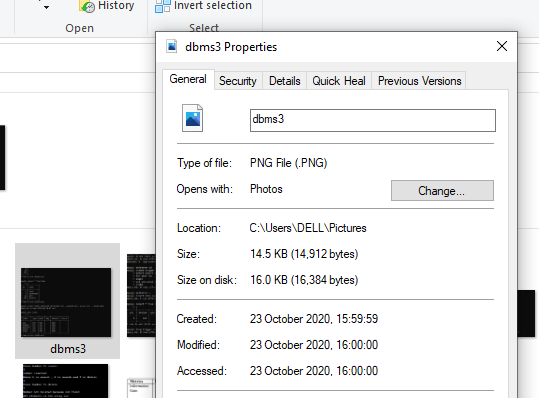 History
Invert selection
Open
Select
dbms3 Properties
General
Security
Details
Quick Heal
Previous Versions
dbms3
Type of file: PNG File (.PNG)
Opens with: Photos
Change...
Location: C:\Users\DELL\Pictures
Size: 14.5 KB (14,912 bytes)
Size on disk: 16.0 KB (16,384 bytes)
Created: 23 October 2020, 15:59:59
Modified: 23 October 2020, 16:00:00
Accessed: 23 October 2020, 16:00:00
dbms3